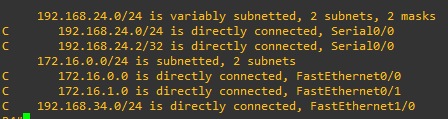 192.168.24.0/24 is variably subnetted, 2 subnets, 2 masks
C 192.168.24.0/24 is directly connected, Serial0/0
C 192.168.24.2/32 is directly connected, Serial0/0
172.16.0.0/24 is subnetted, 2 subnets
C 172.16.0.0 is directly connected, FastEthernet0/0
C 172.16.1.0 is directly connected, FastEthernet0/1
C 192.168.34.0/24 is directly connected, FastEthernet1/0